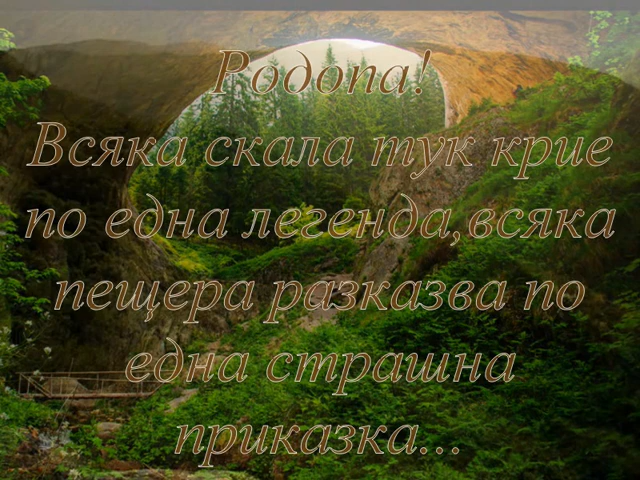 Родопа!
Всяка скала тук крие
по една легенда,всяка
пещера разказва по
една страшна
приказка...